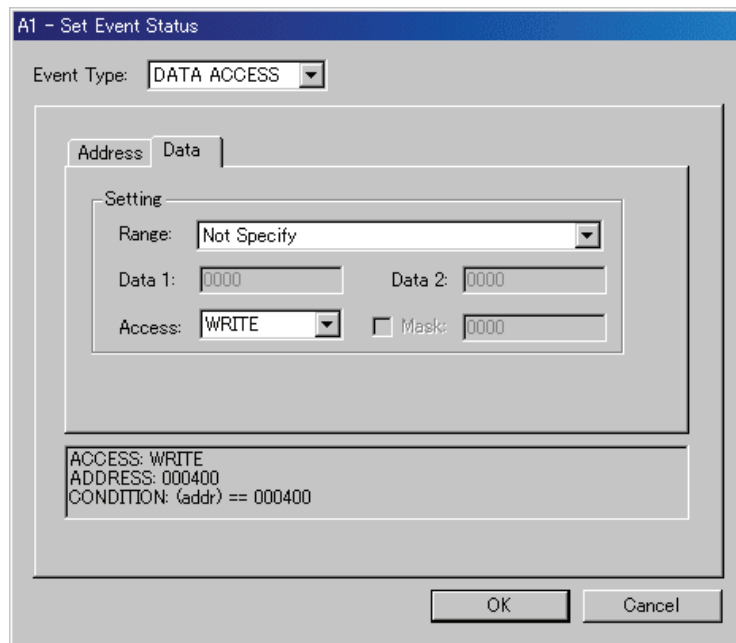 A1 - Set Event Status
Event Type: DATA ACCESS
Address Data
Setting
Range: Not Specify
Data 1: 0000 Data 2: 0000
Access: WRITE Mask: 0000
ACCESS: WRITE
ADDRESS: 000400
CONDITION: (addr) == 000400
OK Cancel